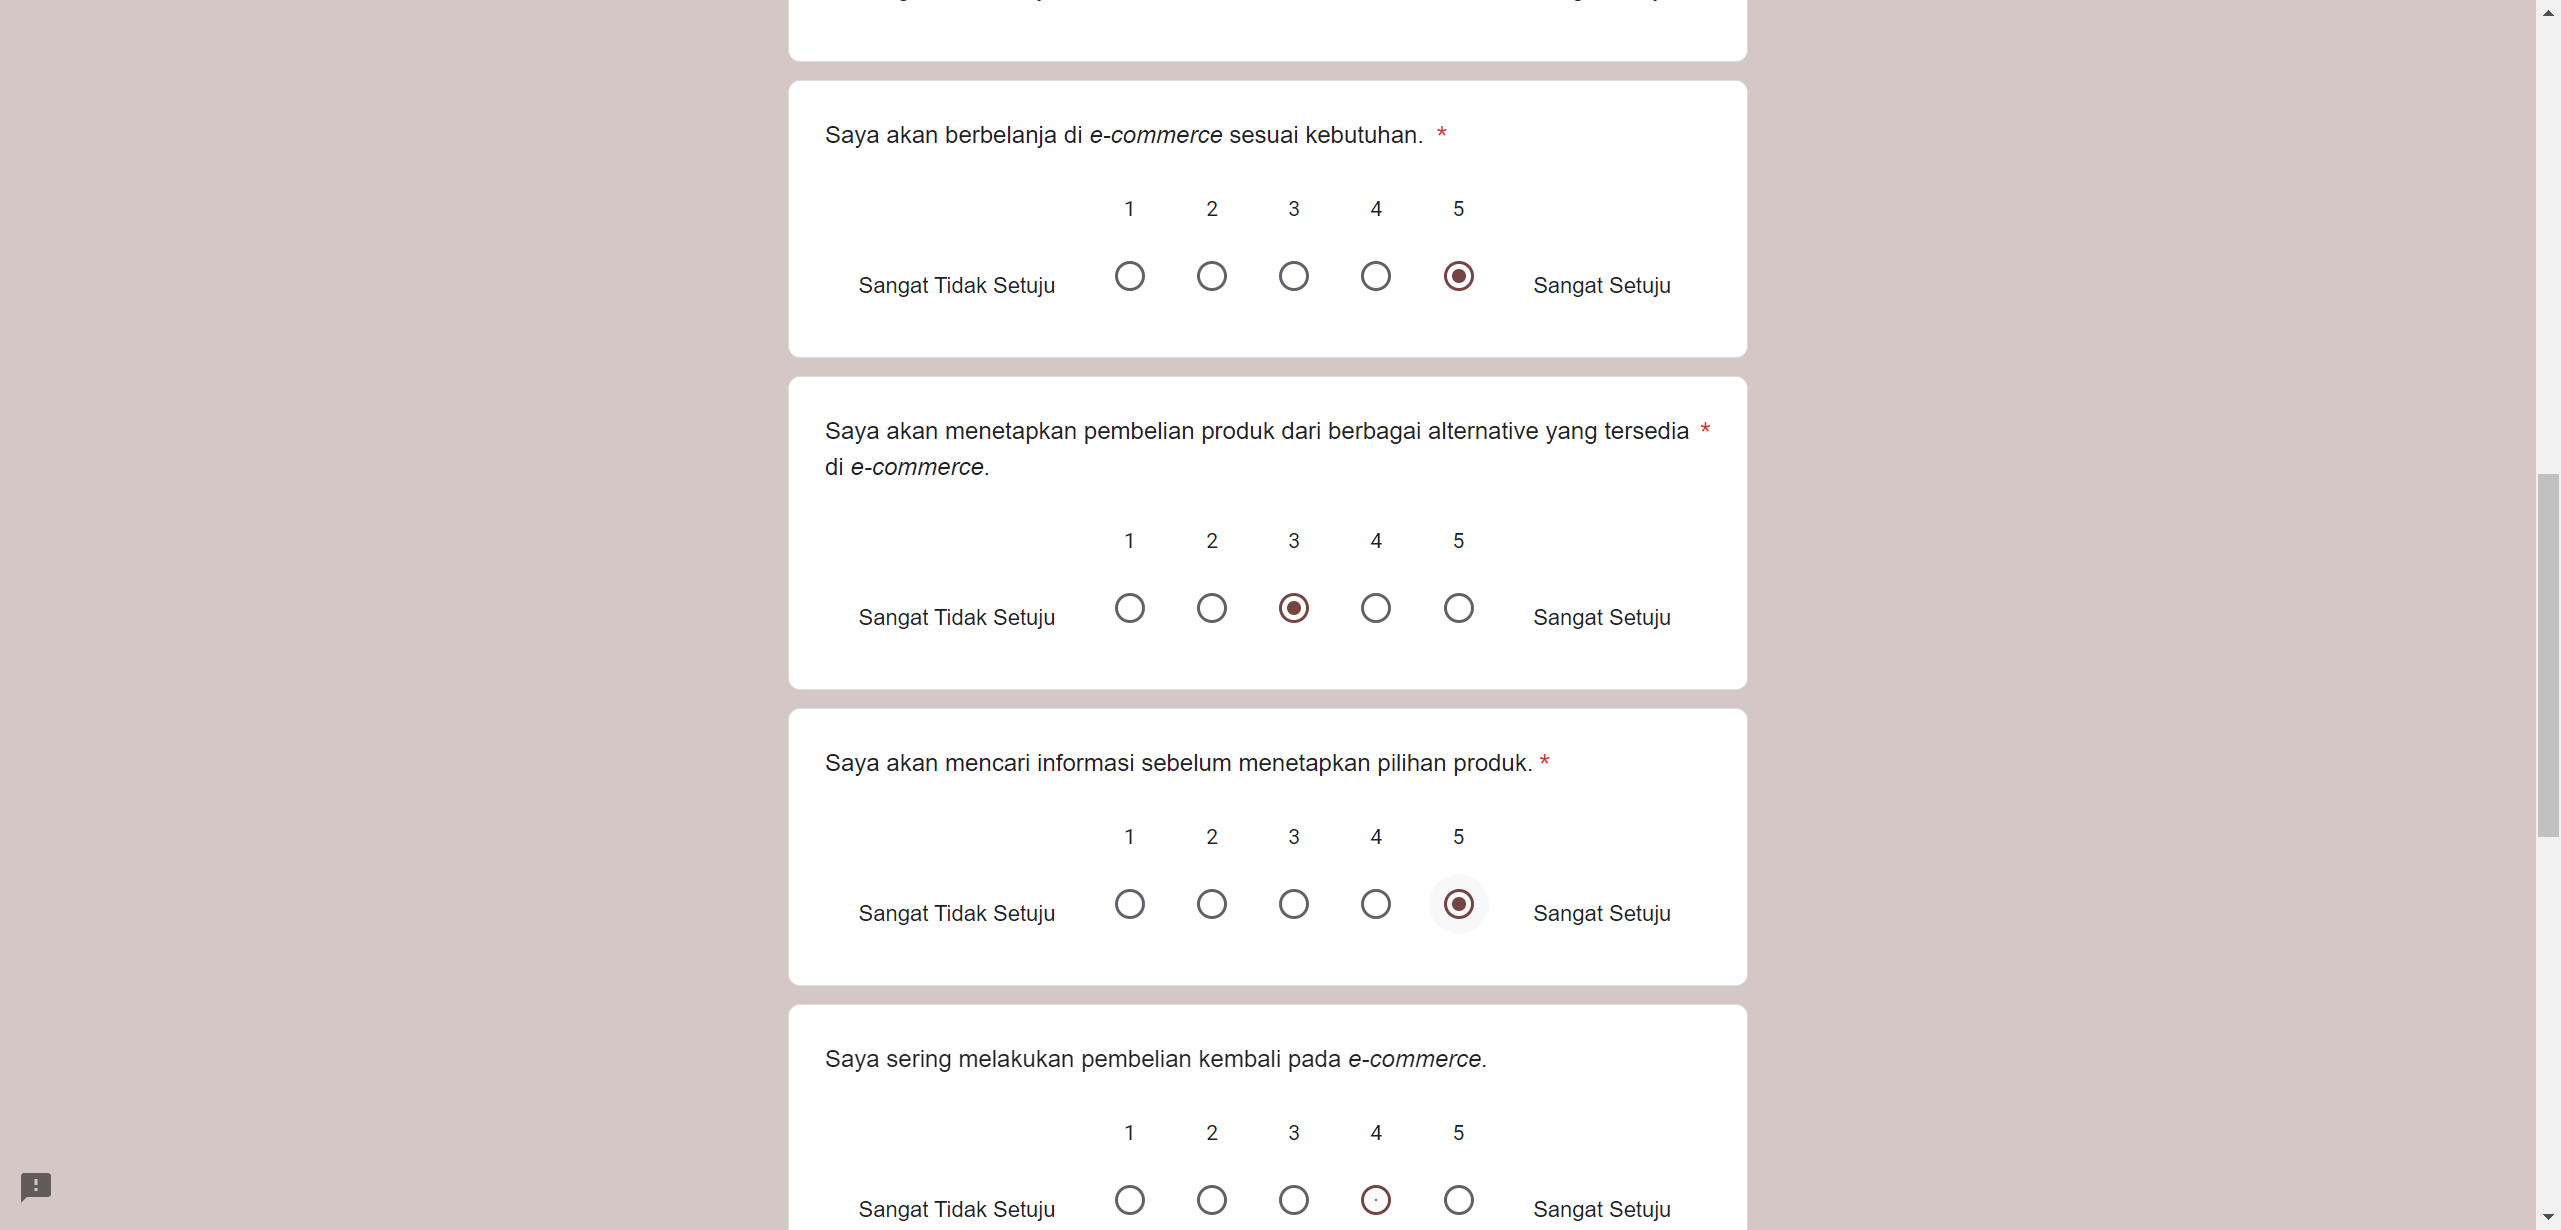 Saya akan berbelanja di e-commerce sesuai kebutuhan. *
1 2 3 4 5
Sangat Tidak Setuju Sangat Setuju
Saya akan menetapkan pembelian produk dari berbagai alternative yang tersedia *
di e-commerce.
1 2 3 4 5
Sangat Tidak Setuju Sangat Setuju
Saya akan mencari informasi sebelum menetapkan pilihan produk. *
1 2 3 4 5
Sangat Tidak Setuju Sangat Setuju
Saya sering melakukan pembelian kembali pada e-commerce.
1 2 3 4 5
Sangat Tidak Setuju Sangat Setuju